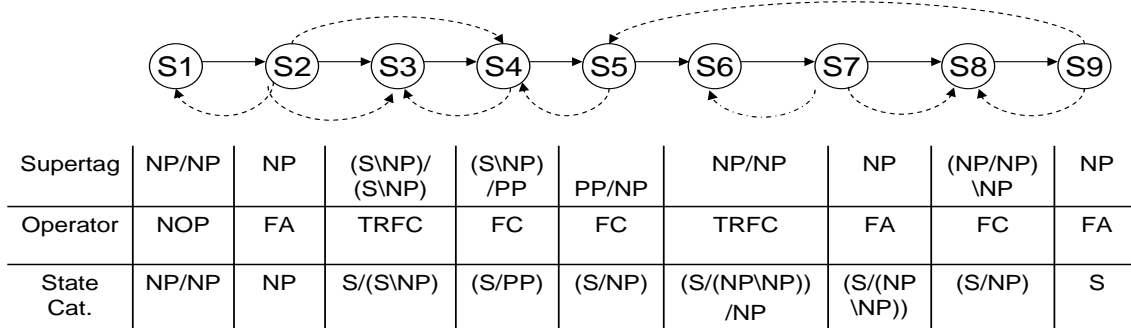 S1 S2 S3 S4 S5 S6 S7 S8 S9
Supertag NP/NP NP (S\NP)/ (S\NP) (S\NP) /PP PP/NP NP/NP NP (NP/NP) \NP NP
Operator NOP FA TRFC FC FC TRFC FA FC FA
State Cat. NP/NP NP S/(S\NP) (S/PP) (S/NP) (S/(NP\NP)) /NP (S/(NP \NP)) (S/NP) S